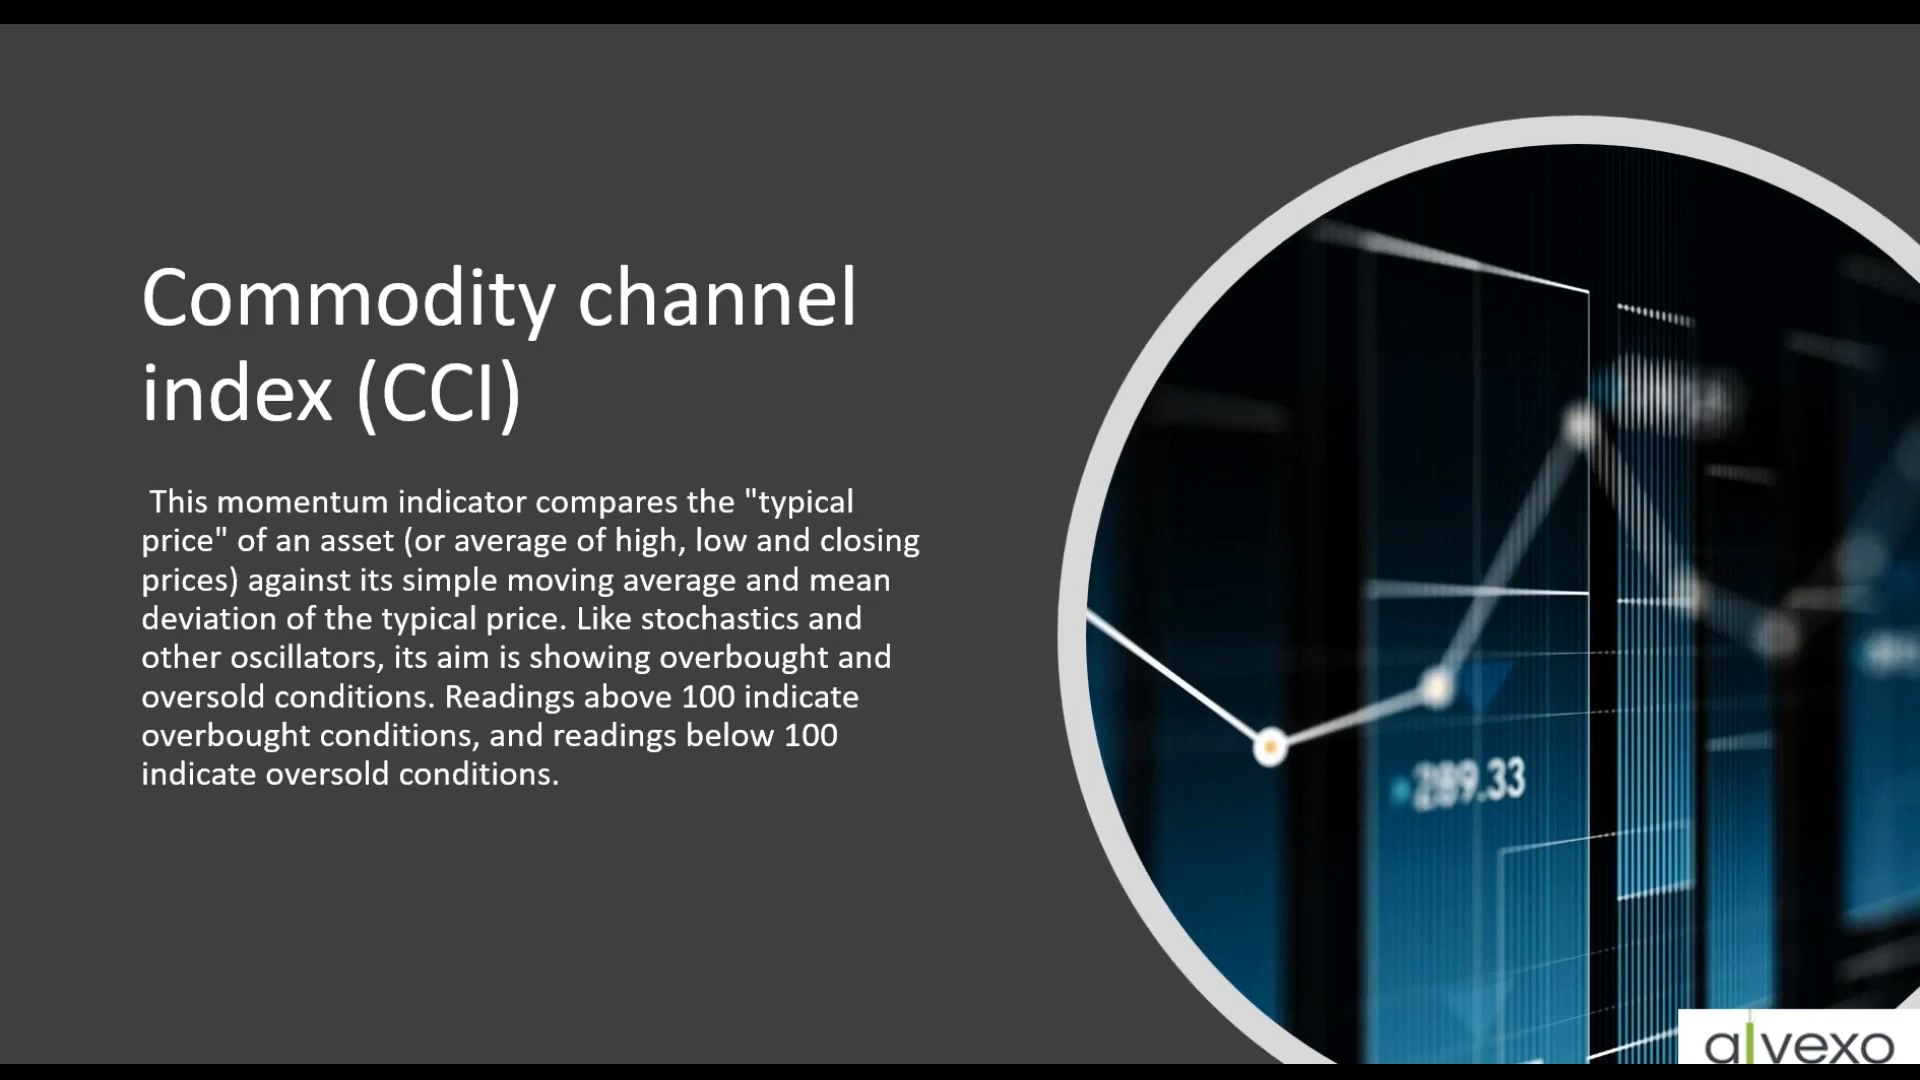 Commodity channel
index (CCI)
This momentum indicator compares the "typical
price" of an asset (or average of high, low and closing
prices) against its simple moving average and mean
deviation of the typical price. Like stochastics and
other oscillators, its aim is showing overbought and
oversold conditions. Readings above 100 indicate
overbought conditions, and readings below 100
indicate oversold conditions.
289.33
alvexo